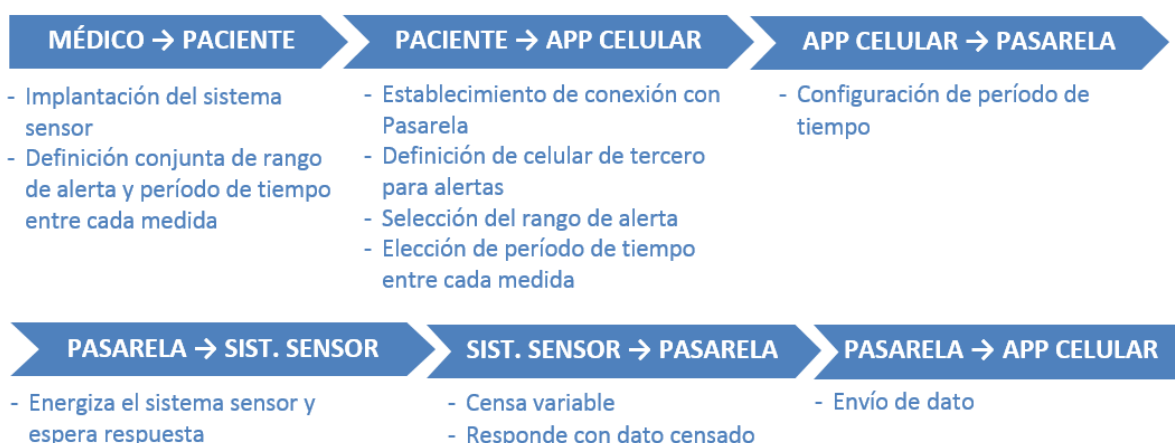 MÉDICO → PACIENTE
- Implantación del sistema
sensor
- Definición conjunta de rango
de alerta y período de tiempo
entre cada medida
PACIENTE → APP CELULAR
- Establecimiento de conexión con
Pasarela
- Definición de celular de tercero
para alertas
- Selección del rango de alerta
- Elección de período de tiempo
entre cada medida
APP CELULAR → PASARELA
- Configuración de período de
tiempo
PASARELA → SIST. SENSOR
- Energiza el sistema sensor y
espera respuesta
SIST. SENSOR → PASARELA
- Censa variable
- Responde con dato censado
PASARELA → APP CELULAR
- Envío de dato